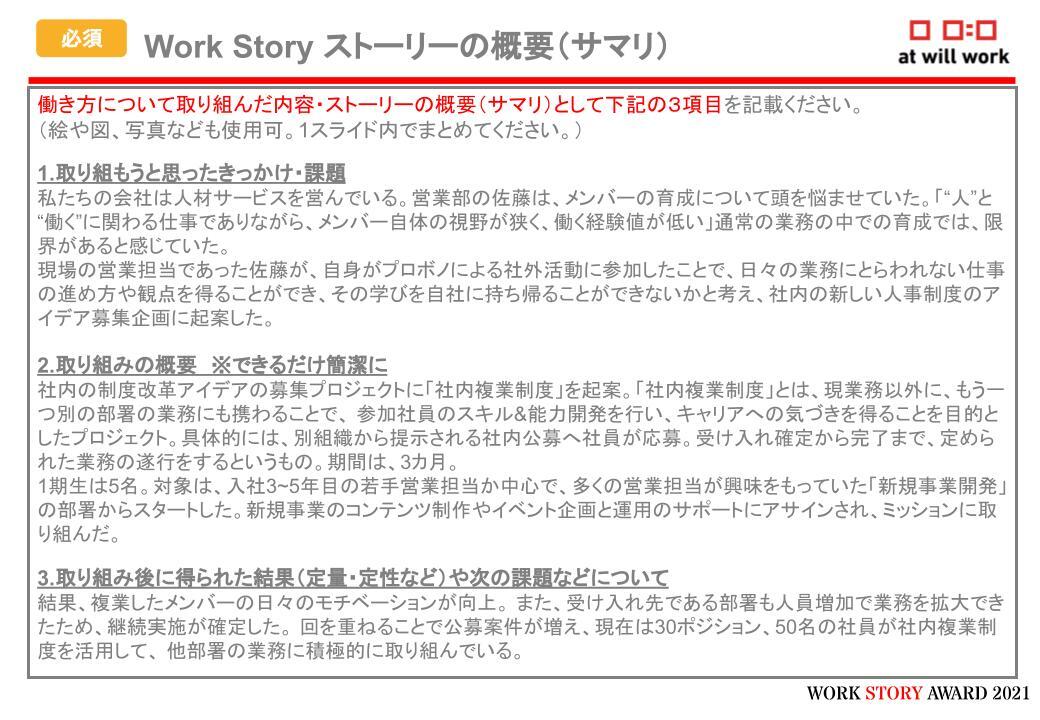 必須
Work Story ストーリーの概要（サマリ）
at will work
働き方について取り組んだ内容・ストーリーの概要（サマリ）として下記の３項目を記載ください。
（絵や図、写真なども使用可。1スライド内でまとめてください。）
1.取り組もうと思ったきっかけ・課題
私たちの会社は人材サービスを営んでいる。営業部の佐藤は、メンバーの育成について頭を悩ませていた。「“人”と
“働く”に関わる仕事でありながら、メンバー自体の視野が狭く、働く経験値が低い」通常の業務の中での育成では、限
界があると感じていた。
現場の営業担当であった佐藤が、自身がプロボノによる社外活動に参加したことで、日々の業務にとらわれない仕事
の進め方や観点を得ることができ、その学びを自社に持ち帰ることができないかと考え、社内の新しい人事制度のア
イデア募集企画に起案した。
2.取り組みの概要　※できるだけ簡潔に
社内の制度改革アイデアの募集プロジェクトに「社内複業制度」を起案。「社内複業制度」とは、現業務以外に、もう一
つ別の部署の業務にも携わることで、 参加社員のスキル&能力開発を行い、キャリアへの気づきを得ることを目的と
したプロジェクト。具体的には、別組織から提示される社内公募へ社員が応募。受け入れ確定から完了まで、定めら
れた業務の遂行をするというもの。期間は、3カ月。
1期生は5名。対象は、入社3~5年目の若手営業担当か中心で、多くの営業担当が興味をもっていた「新規事業開発」
の部署からスタートした。新規事業のコンテンツ制作やイベント企画と運用のサポートにアサインされ、ミッションに取
り組んだ。
3.取り組み後に得られた結果（定量・定性など）や次の課題などについて
結果、複業したメンバーの日々のモチベーションが向上。 また、受け入れ先である部署も人員増加で業務を拡大でき
たため、継続実施が確定した。 回を重ねることで公募案件が増え、現在は30ポジション、50名の社員が社内複業制
度を活用して、 他部署の業務に積極的に取り組んでいる。
WORK STORY AWARD 2021